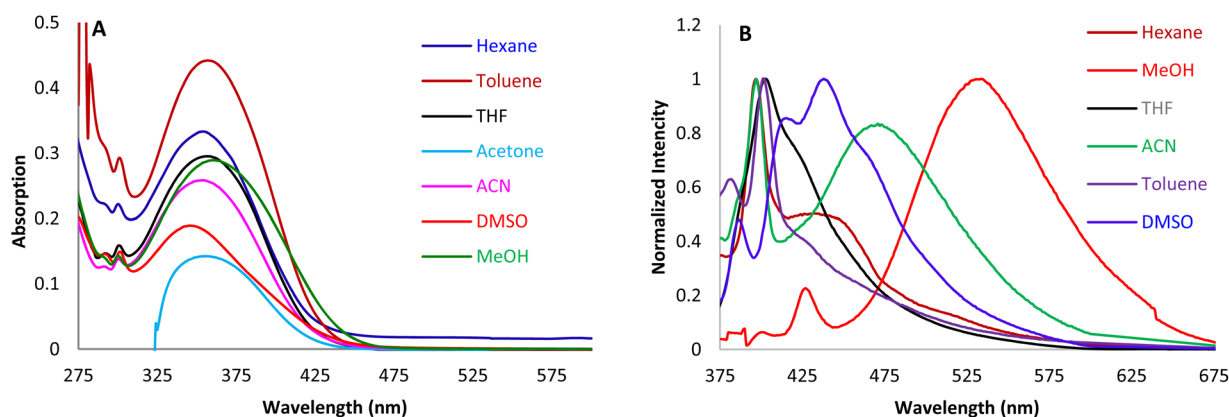 A
0.5
0.4
0.3
0.2
0.1
0
Absorption
275
325
375
425
475
525
575
Wavelength (nm)
Hexane
Toluene
THF
Acetone
ACN
DMSO
MeOH
B
1.2
1
0.8
0.6
0.4
0.2
0
Normalized Intencity
375
425
475
525
575
625
675
Wavelength (nm)
Hexane
MeOH
THF
ACN
Toluene
DMSO